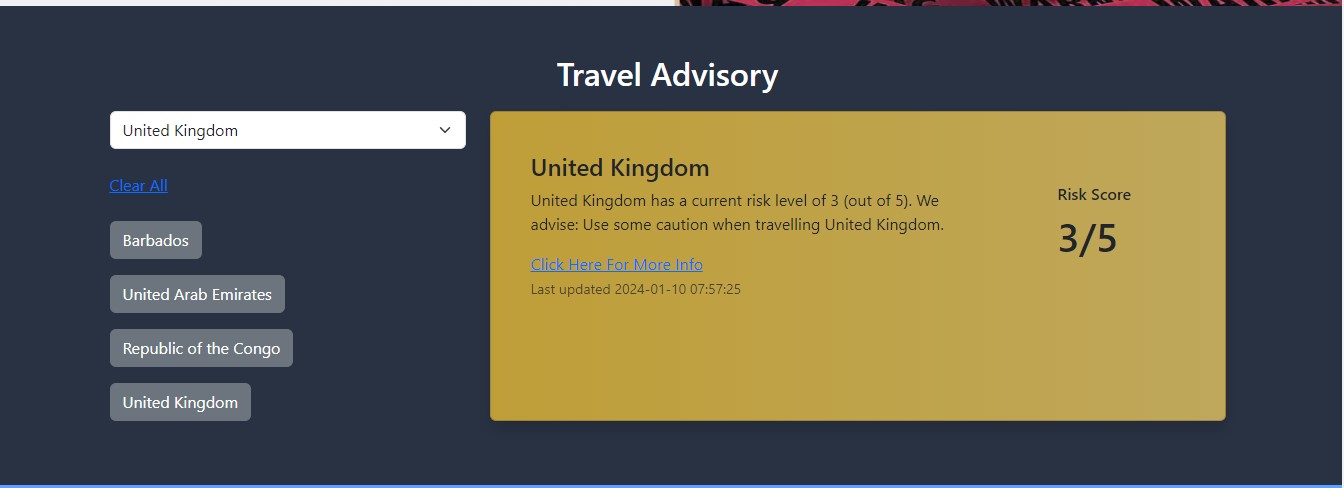 Travel Advisory
United Kingdom
Clear All
Barbados
United Arab Emirates
Republic of the Congo
United Kingdom
United Kingdom
United Kingdom has a current risk level of 3 (out of 5). We
advise: Use some caution when travelling United Kingdom.
Click Here For More Info
Last updated 2024-01-10 07:57:25
Risk Score
3/5